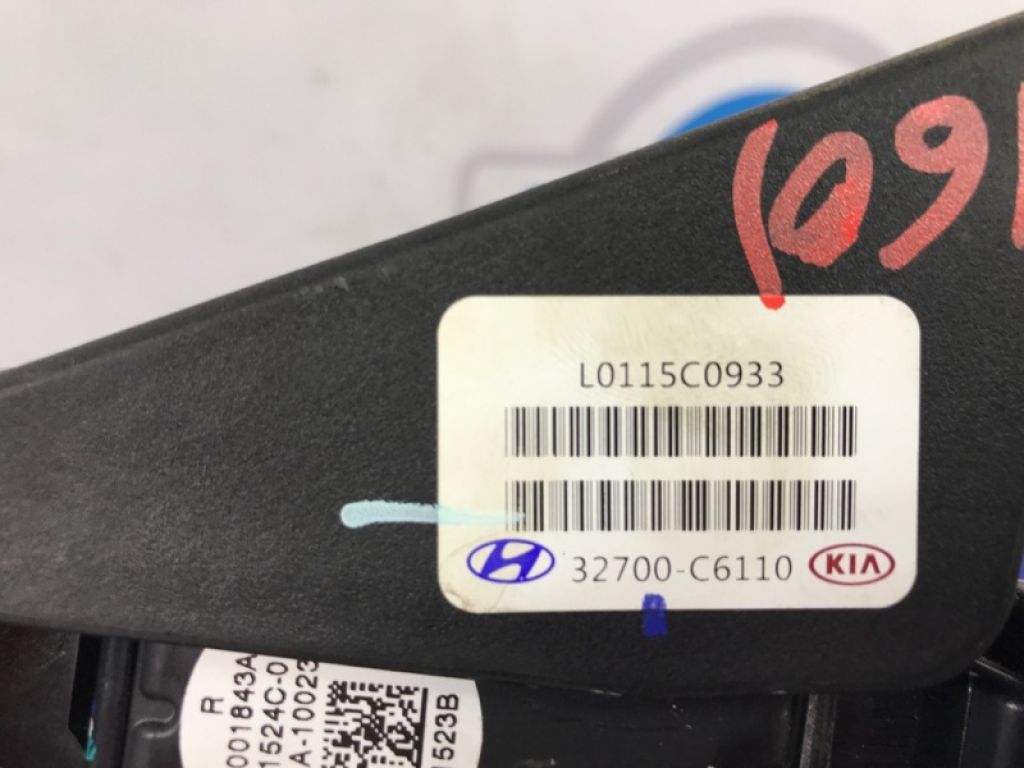 109
L0115C0933
32700-C6110
KIA
R
001843A
1524C-0
A-10023
1523B